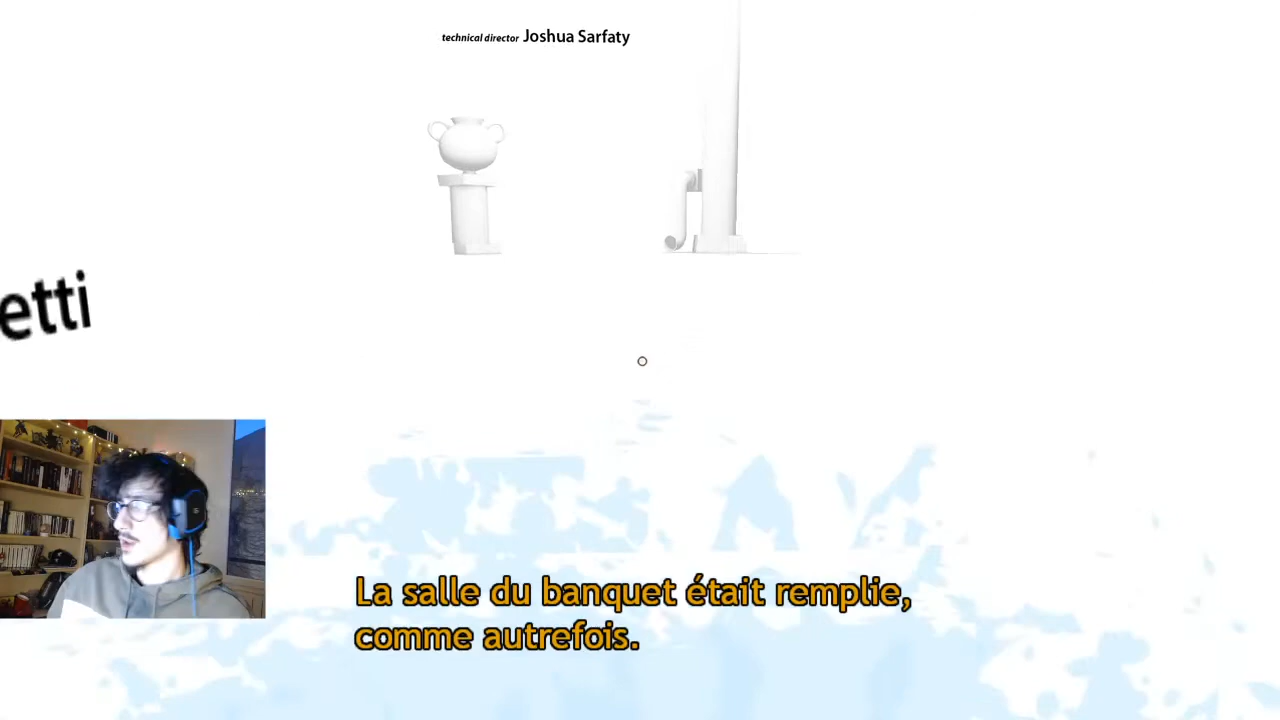 technical director Joshua Sarfaty
etti
La salle du banquet était remplie,
comme autrefois.